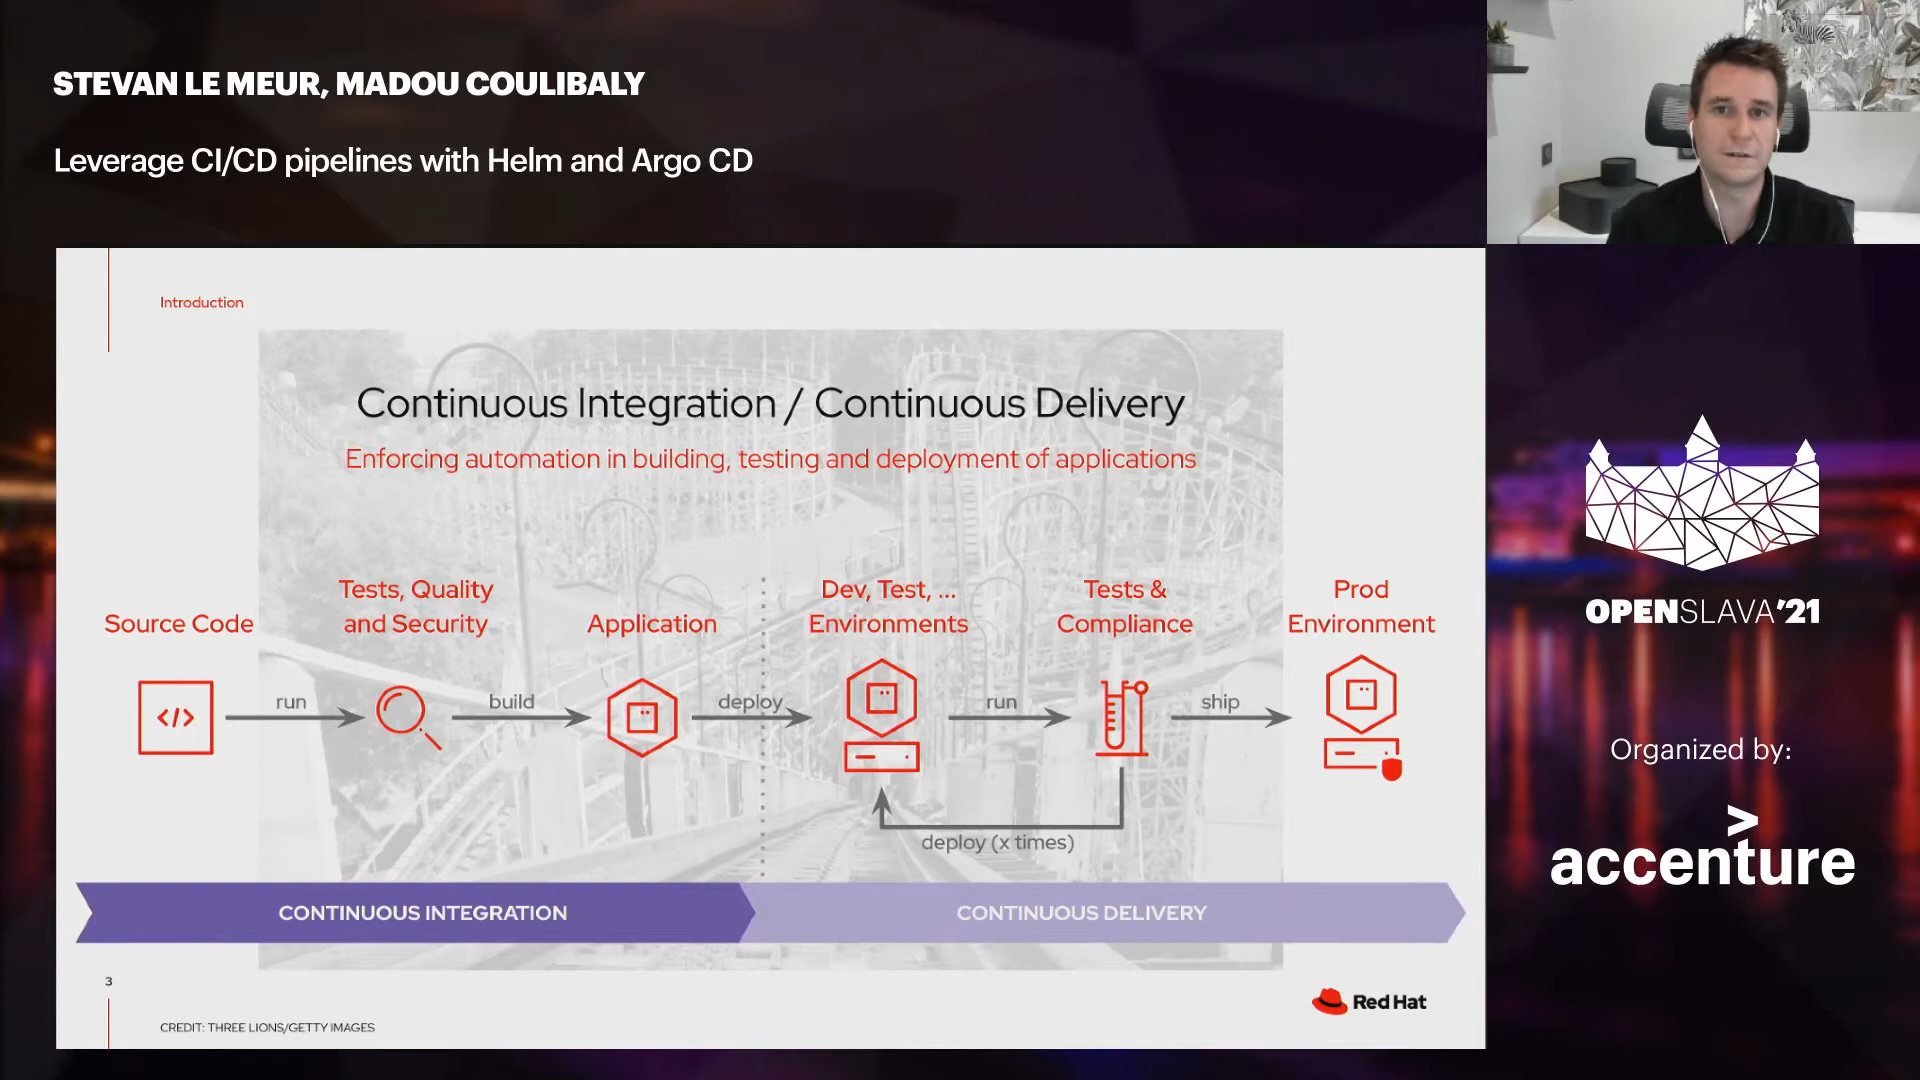 STEVAN LE MEUR, MADOU COULIBALY
Leverage CI/CD pipelines with Helm and Argo CD
Introduction
Continuous Integration / Continuous Delivery
Enforcing automation in building, testing and deployment of applications
Source Code
Tests, Quality
and Security
Application
Dev, Test, ...
Environments
Tests &
Compliance
Prod
Environment
</>
run
build
deploy
run
ship
deploy (x times)
CONTINUOUS INTEGRATION
CONTINUOUS DELIVERY
3
Red Hat
CREDIT: THREE LIONS/GETTY IMAGES
OPENSLAVA'21
Organized by:
accenture